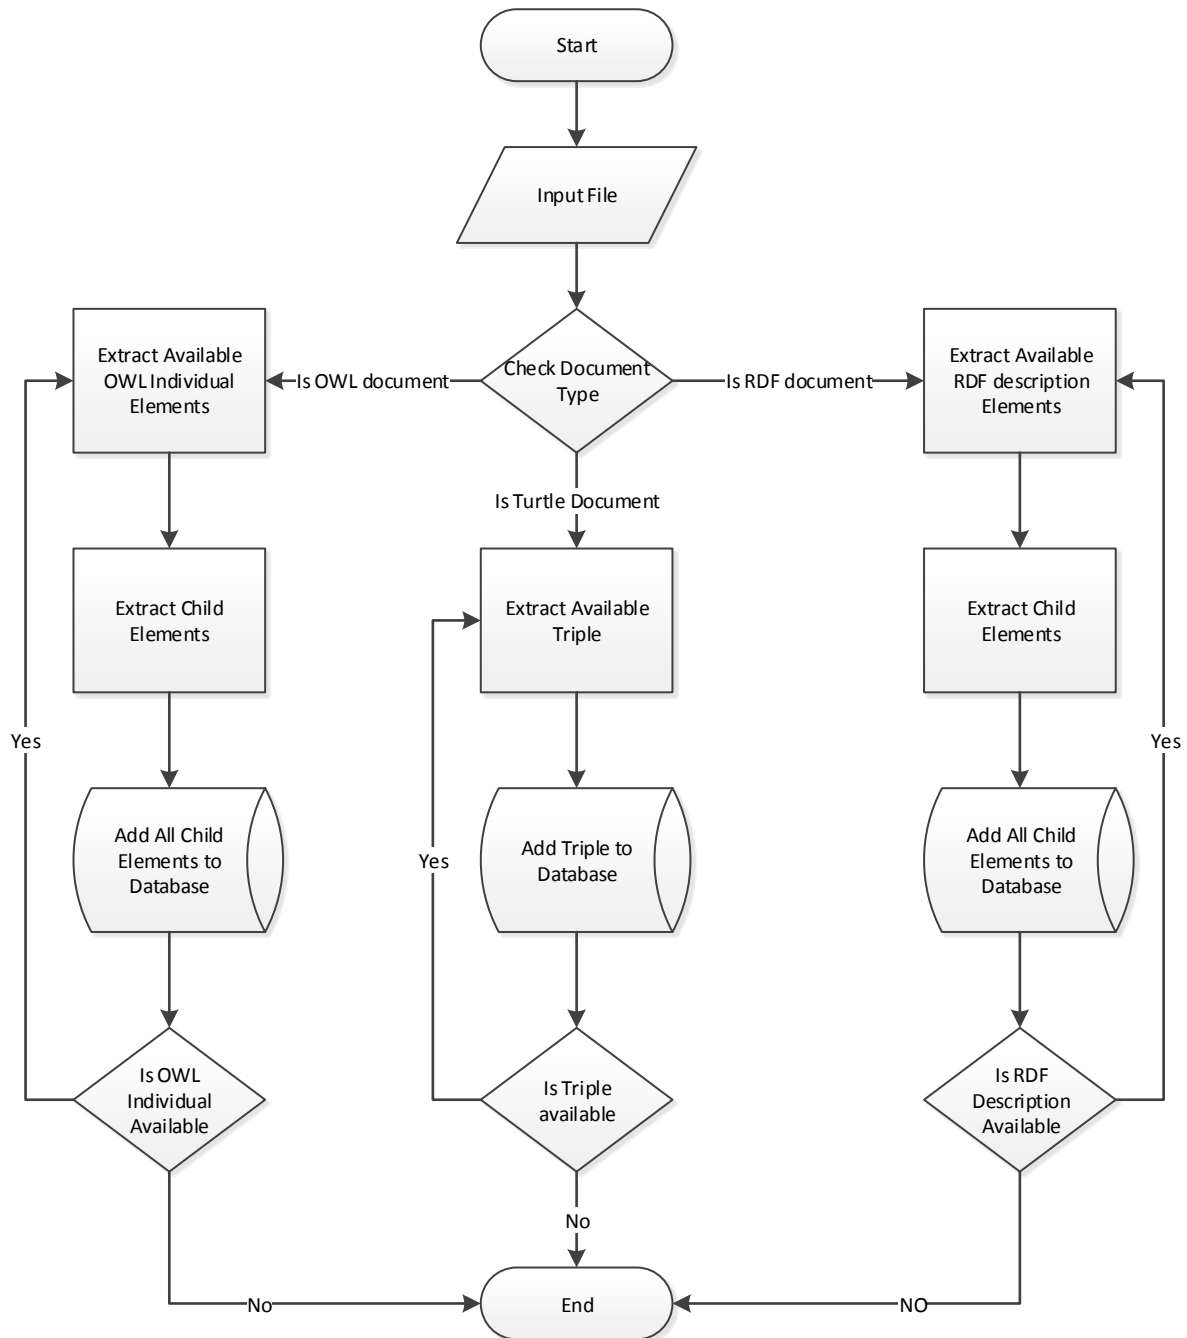 Start
Input File
Check Document
Type
Is OWL document
Is RDF document
Is Turtle Document
Extract Available
OWL Individual
Elements
Extract Child
Elements
Add All Child
Elements to
Database
Is OWL
Individual
Available
Yes
No
Extract Available
Triple
Add Triple to
Database
Is Triple
available
Yes
No
Extract Available
RDF description
Elements
Extract Child
Elements
Add All Child
Elements to
Database
Is RDF
Description
Available
Yes
NO
End